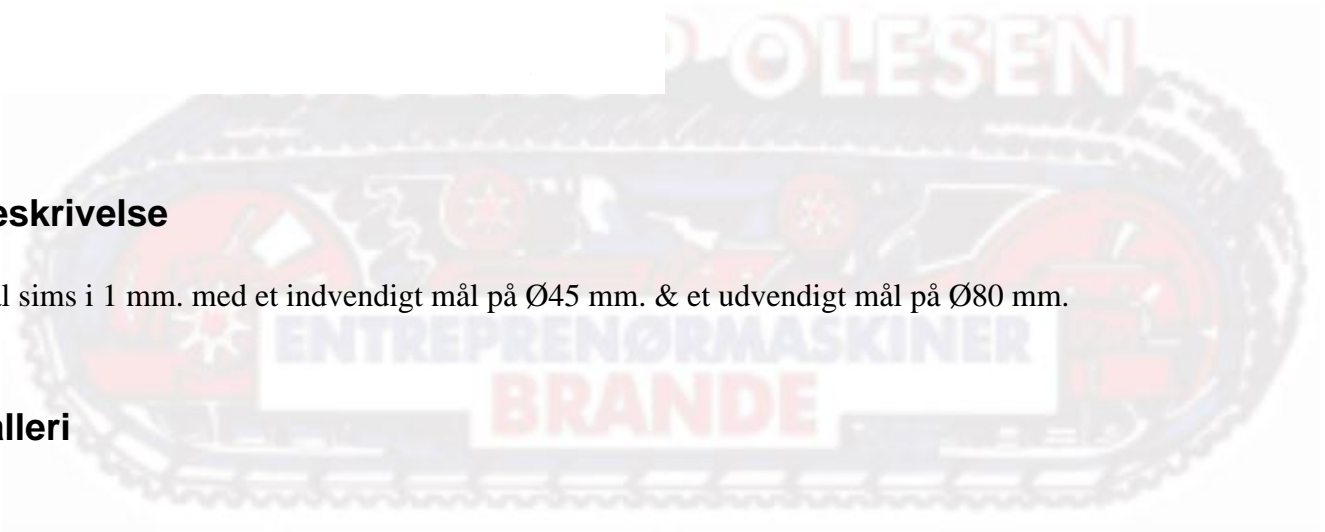 OLESEN
eskrivelse
l sims i 1 mm. med et indvendigt mål på Ø45 mm. & et udvendigt mål på Ø80 mm.
ENTREPRENØRMASKINER
BRANDE
alleri